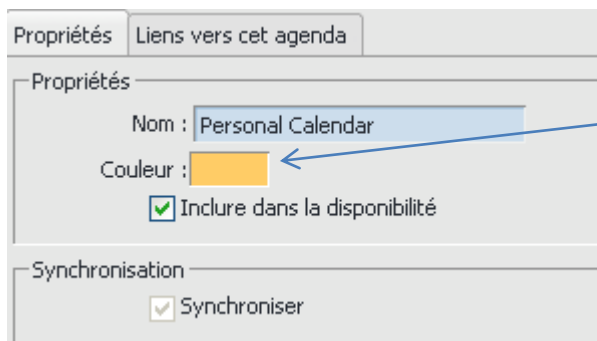 Propriétés Liens vers cet agenda
Propriétés
Nom : Personal Calendar
Couleur :
Inclure dans la disponibilité
Synchronisation
Synchroniser